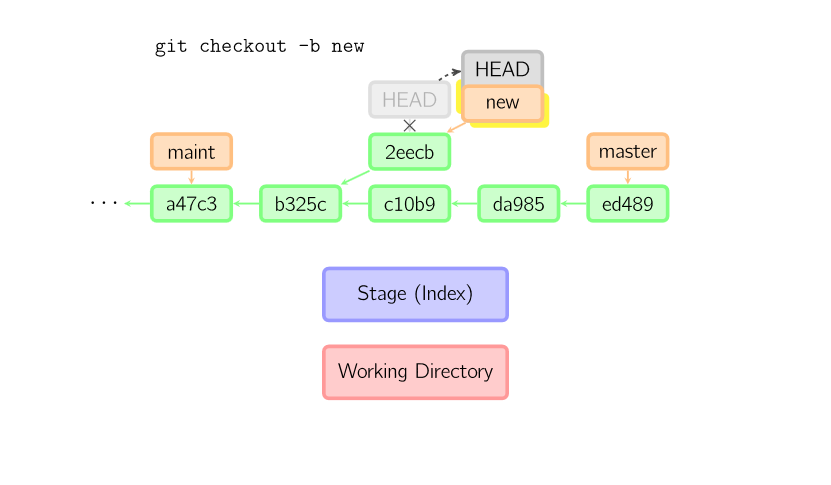 git checkout -b new
HEAD
HEAD
new
maint
2eecb
master
...
a47c3
b325c
c10b9
da985
ed489
Stage (Index)
Working Directory